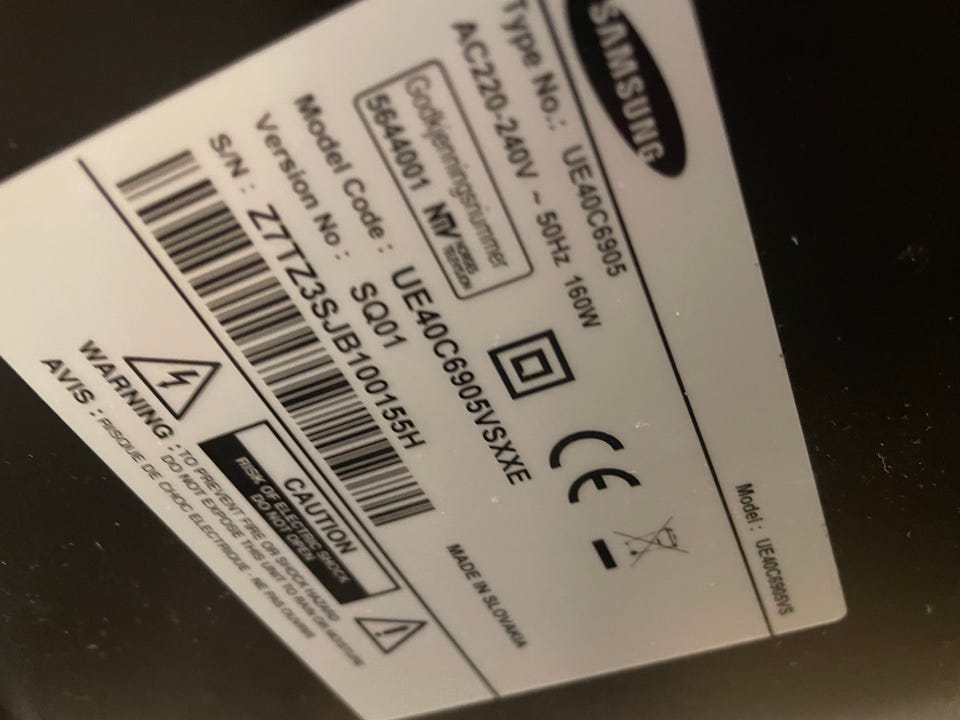 SAMSUNG
Type No.: UE40C6905
AC220-240V ~ 50Hz 160W
Godkjenningsnummer
5644001 NTV NORGES TELEVISION
Model Code : UE40C6905VSXXE
Version No : SQ01
S/N : Z7TZ3SJB100155H
Model : UE40C6905VS
MADE IN SLOVAKIA
CAUTION
RISK OF ELECTRIC SHOCK
DO NOT OPEN
WARNING : TO PREVENT FIRE OR SHOCK HAZARD
DO NOT EXPOSE THIS UNIT TO RAIN OR MOISTURE
AVIS : RISQUE DE CHOC ELECTRIQUE - NE PAS OUVRIR